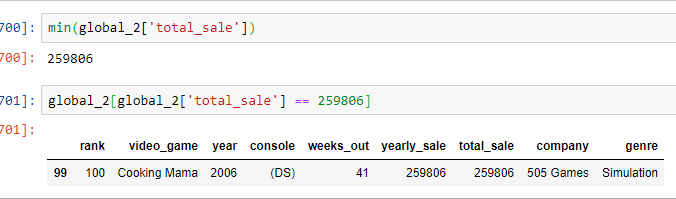 700]: min(global_2['total_sale'])
700]: 259806
701]: global_2[global_2['total_sale'] == 259806]
701]:
rank video_game year console weeks_out yearly_sale total_sale company genre
99 100 Cooking Mama 2006 (DS) 41 259806 259806 505 Games Simulation